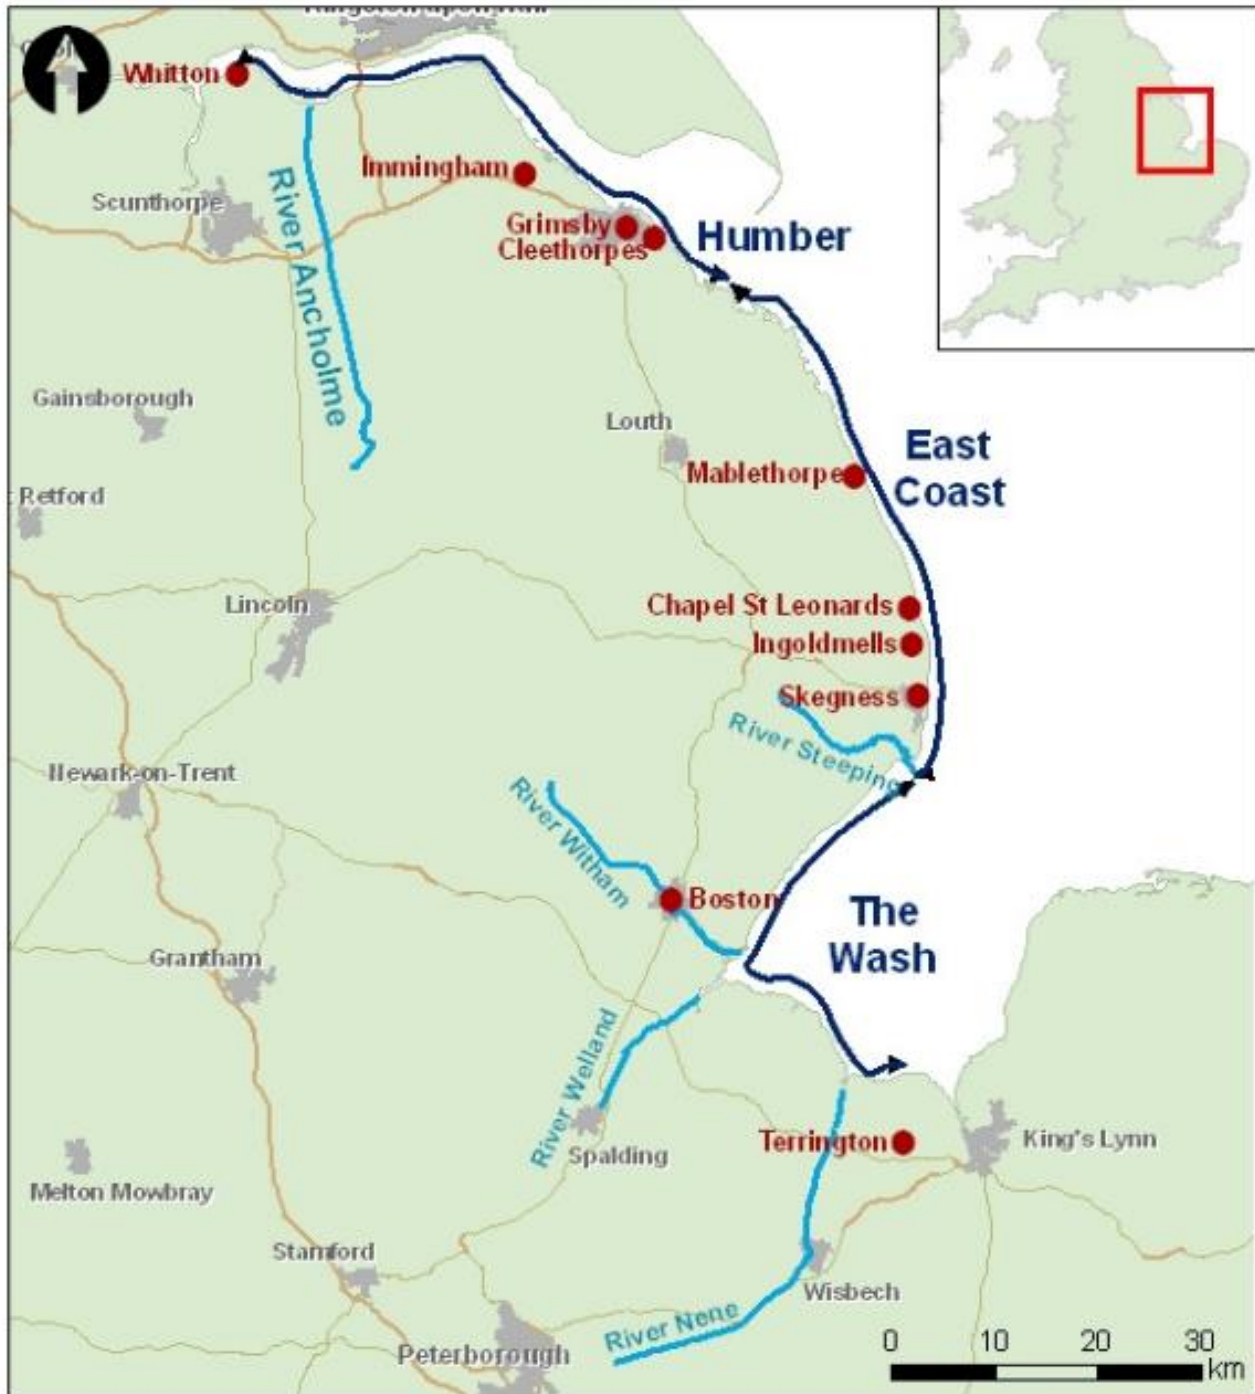 Whitton
Immingham
Scunthorpe
Grimsby
Cleethorpes
Humber
River Ancholme
Gainsborough
Louth
East
Coast
Mablethorpe
t Retford
Lincoln
Chapel St Leonards
Ingoldmells
Skegness
River Steeping
Newark-on-Trent
River Witham
Boston
The
Wash
Grantham
River Welland
Spalding
Terrington
King's Lynn
Melton Mowbray
Stamford
Wisbech
River Nene
Peterborough
0 10 20 30
km